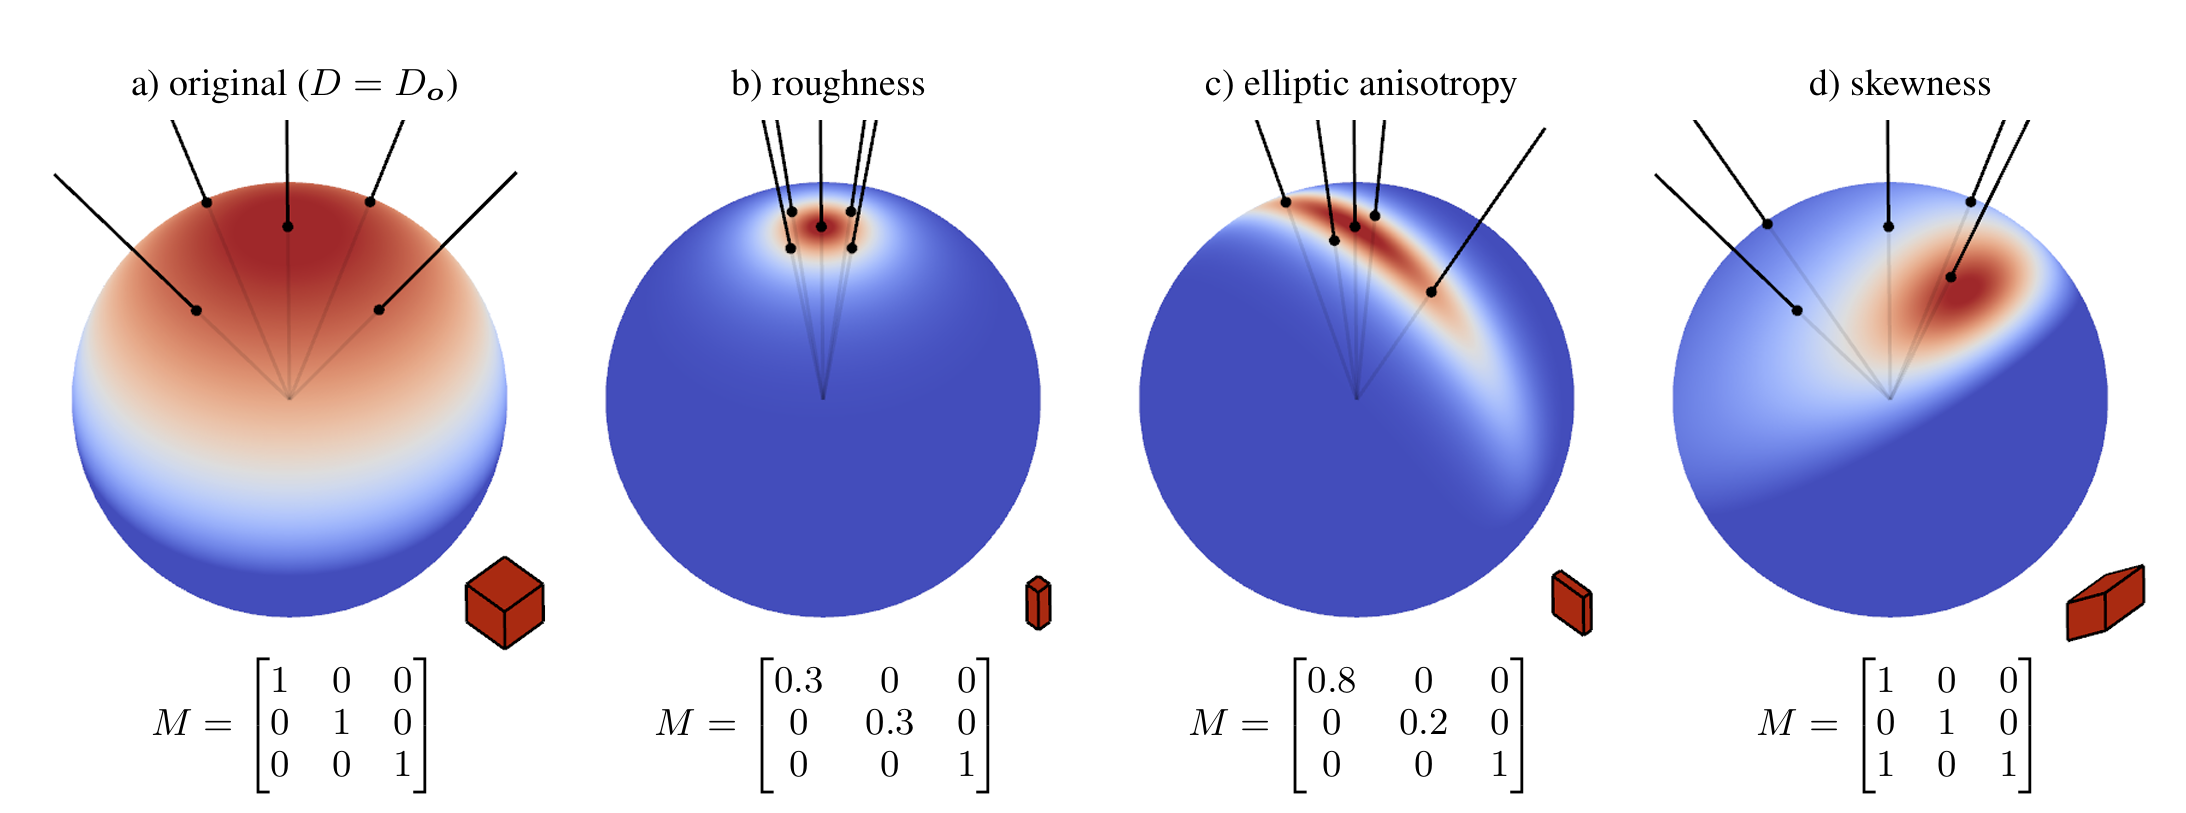 a) original (D = Dₒ)
b) roughness
c) elliptic anisotropy
d) skewness
M = [1 0 0
0 1 0
0 0 1]
M = [0.3 0 0
0 0.3 0
0 0 1]
M = [0.8 0 0
0 0.2 0
0 0 1]
M = [1 0 0
0 1 0
1 0 1]